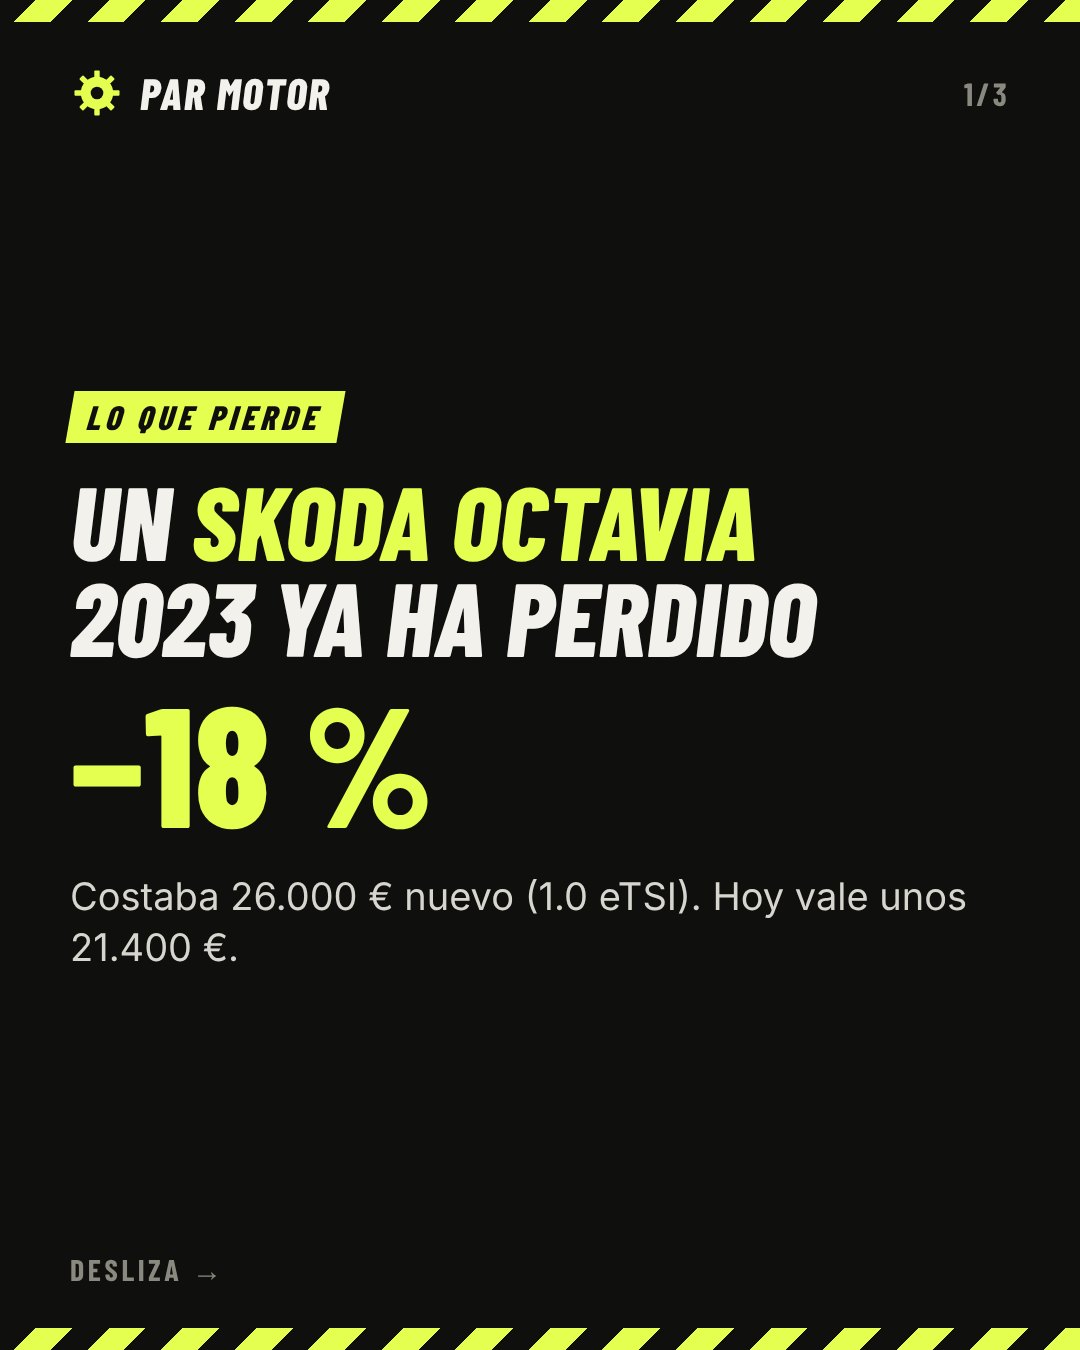 PAR MOTOR
1/3
LO QUE PIERDE
UN SKODA OCTAVIA
2023 YA HA PERDIDO
−18 %
Costaba 26.000 € nuevo (1.0 eTSI). Hoy vale unos
21.400 €.
DESLIZA →